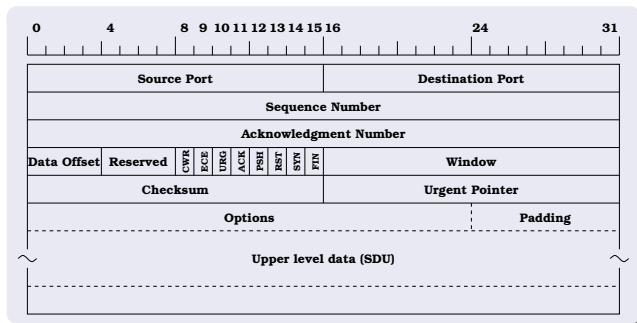 0 4 8 9 10 11 12 13 14 15 16 24 31
Source Port Destination Port
Sequence Number
Acknowledgment Number
Data Offset Reserved CWR ECE URG ACK PSH RST SYN FIN Window
Checksum Urgent Pointer
Options Padding
Upper level data (SDU)